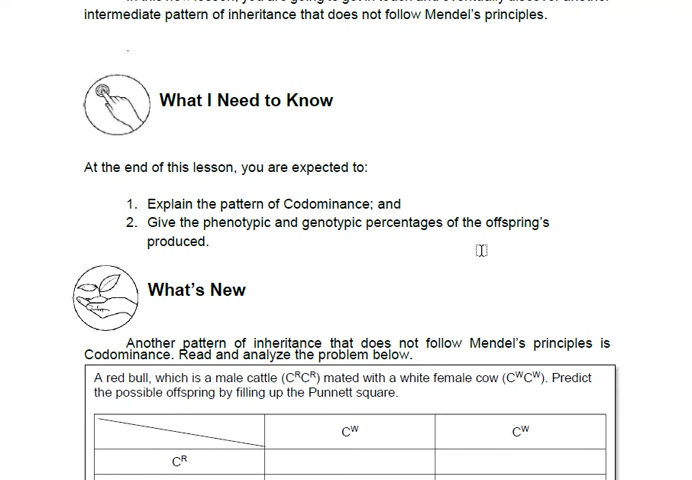 intermediate pattern of inheritance that does not follow Mendel's principles.
What I Need to Know
At the end of this lesson, you are expected to:
1. Explain the pattern of Codominance; and
2. Give the phenotypic and genotypic percentages of the offspring's
produced.
What's New
Another pattern of inheritance that does not follow Mendel's principles is
Codominance. Read and analyze the problem below.
A red bull, which is a male cattle (CᴿCᴿ) mated with a white female cow (CᵂCᵂ). Predict
the possible offspring by filling up the Punnett square.
Cᵂ Cᵂ
Cᴿ